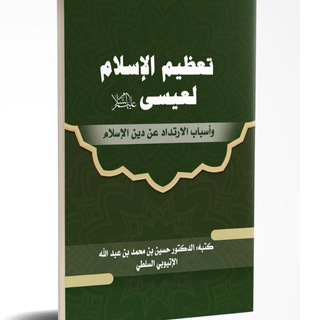 تعظيم الإسلام
لعيسى عليه السلام
وأسباب الارتداد عن دين الإسلام
كتبه: الدكتور حسين بن محمد بن عبد الله
الإتيوبي السلطي